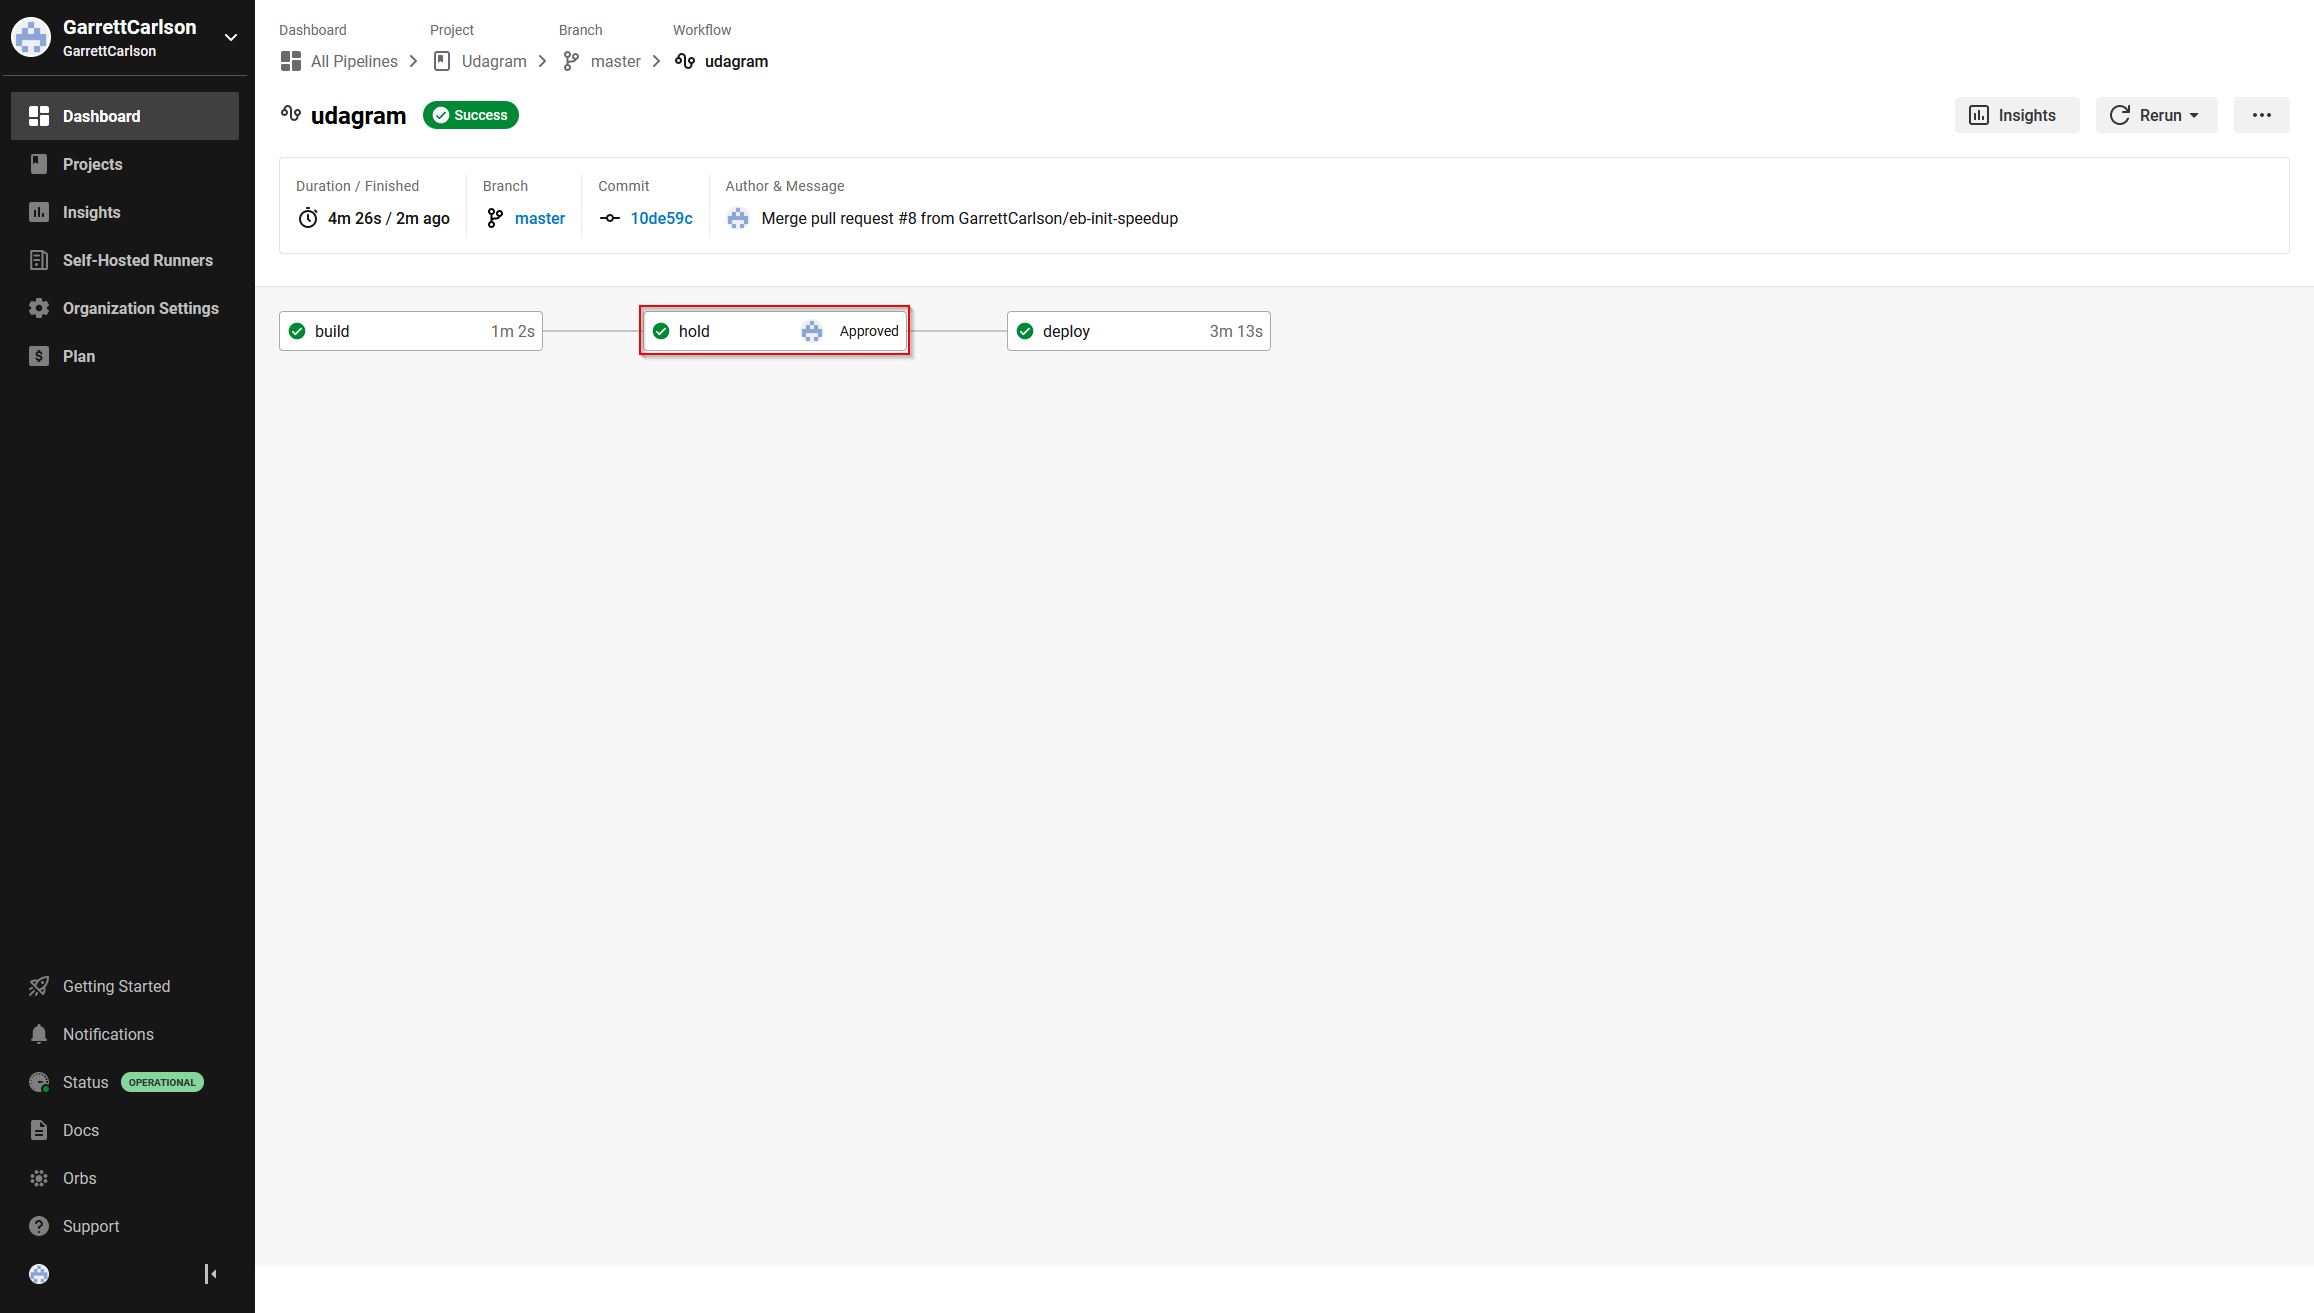 GarrettCarlson
GarrettCarlson
Dashboard
Projects
Insights
Self-Hosted Runners
Organization Settings
Plan
Getting Started
Notifications
Status OPERATIONAL
Docs
Orbs
Support
Dashboard Project Branch Workflow
All Pipelines Udagram master udagram
udagram Success Insights Rerun
Duration / Finished Branch Commit Author & Message
4m 26s / 2m ago master 10de59c Merge pull request #8 from GarrettCarlson/eb-init-speedup
build 1m 2s hold Approved deploy 3m 13s